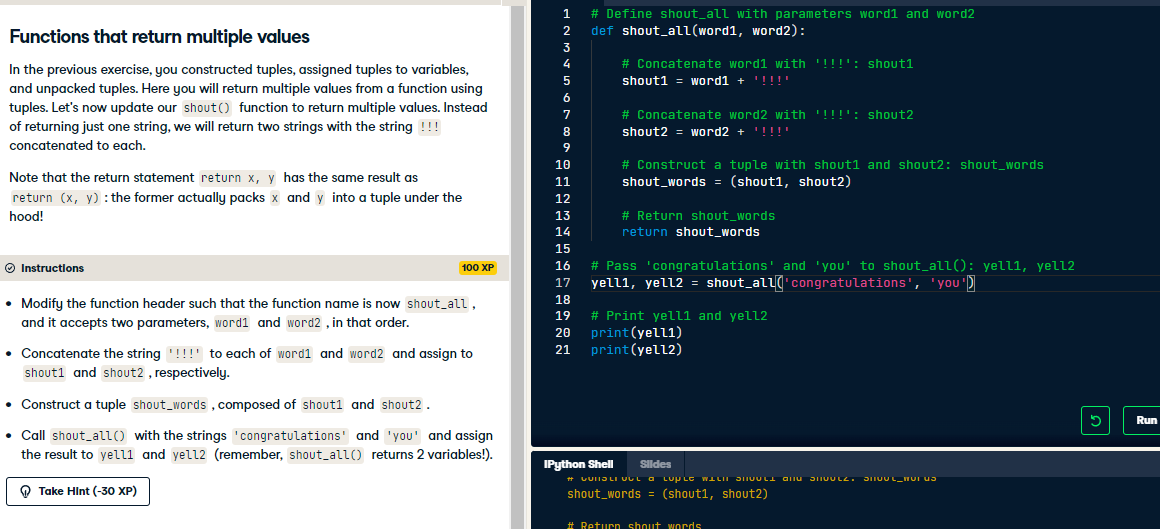 Functions that return multiple values
In the previous exercise, you constructed tuples, assigned tuples to variables,
and unpacked tuples. Here you will return multiple values from a function using
tuples. Let's now update our shout() function to return multiple values. Instead
of returning just one string, we will return two strings with the string !!!
concatenated to each.
Note that the return statement return x, y has the same result as
return (x, y) : the former actually packs x and y into a tuple under the
hood!
Instructions 100 XP
• Modify the function header such that the function name is now shout_all ,
and it accepts two parameters, word1 and word2 , in that order.
• Concatenate the string '!!!' to each of word1 and word2 and assign to
shout1 and shout2 , respectively.
• Construct a tuple shout_words , composed of shout1 and shout2 .
• Call shout_all() with the strings 'congratulations' and 'you' and assign
the result to yell1 and yell2 (remember, shout_all() returns 2 variables!).
Take Hint (-30 XP)
1 # Define shout_all with parameters word1 and word2
2 def shout_all(word1, word2):
3
4 # Concatenate word1 with '!!!': shout1
5 shout1 = word1 + '!!!'
6
7 # Concatenate word2 with '!!!': shout2
8 shout2 = word2 + '!!!'
9
10 # Construct a tuple with shout1 and shout2: shout_words
11 shout_words = (shout1, shout2)
12
13 # Return shout_words
14 return shout_words
15
16 # Pass 'congratulations' and 'you' to shout_all(): yell1, yell2
17 yell1, yell2 = shout_all('congratulations', 'you')
18
19 # Print yell1 and yell2
20 print(yell1)
21 print(yell2)
Run
IPython Shell Slides
# Construct a tuple with shout1 and shout2: shout_words
shout_words = (shout1, shout2)
# Return shout_words